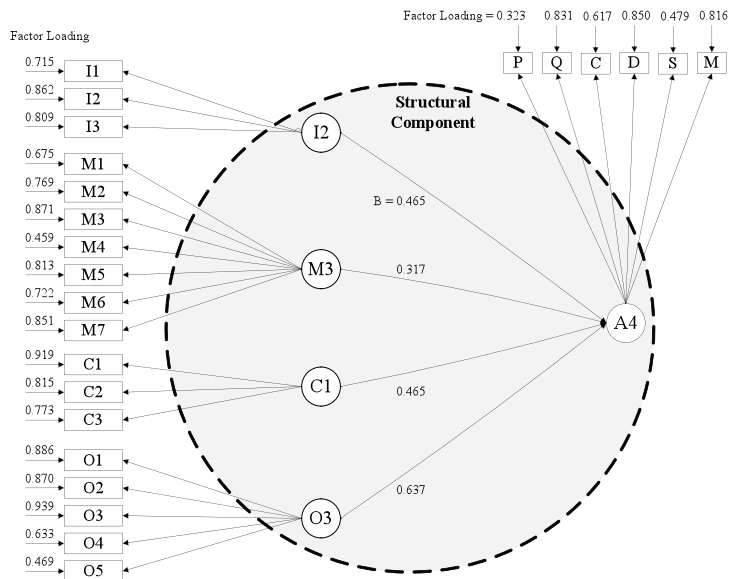 Factor Loading = 0.323 0.831 0.617 0.850 0.479 0.816
P Q C D S M
Factor Loading
0.715 I1
0.862 I2
0.809 I3
0.675 M1
0.769 M2
0.871 M3
0.459 M4
0.813 M5
0.722 M6
0.851 M7
0.919 C1
0.815 C2
0.773 C3
0.886 O1
0.870 O2
0.939 O3
0.633 O4
0.469 O5
Structural
Component
I2
B = 0.465
M3
0.317
A4
C1
0.465
O3
0.637